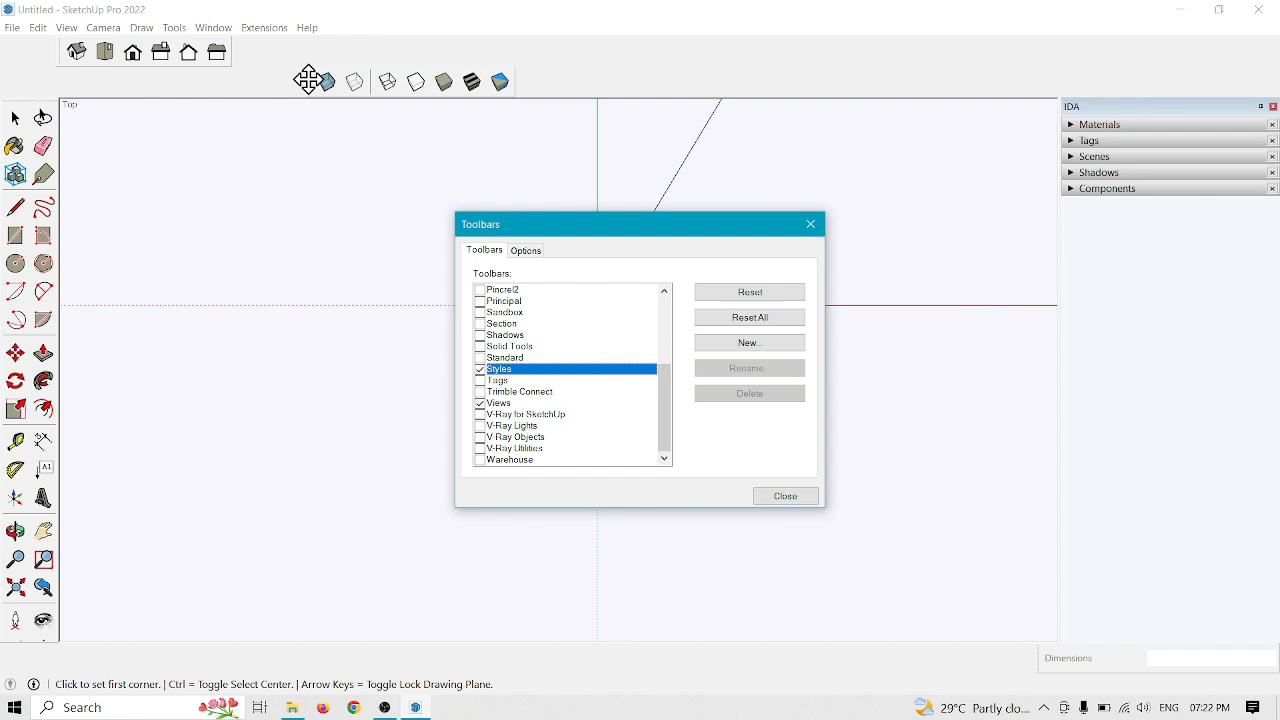 Untitled - SketchUp Pro 2022
File Edit View Camera Draw Tools Window Extensions Help
Top
IDA
Materials
Tags
Scenes
Shadows
Components
Toolbars
Toolbars Options
Toolbars:
Pincrel2
Principal
Sandbox
Section
Shadows
Solid Tools
Standard
Styles
Tags
Trimble Connect
Views
V-Ray for SketchUp
V-Ray Lights
V-Ray Objects
V-Ray Utilities
Warehouse
Reset
Reset All
New...
Rename...
Delete
Close
A1
Dimensions
Click to set first corner. | Ctrl = Toggle Select Center. | Arrow Keys = Toggle Lock Drawing Plane.
Search
29°C Partly clo...
ENG
07:22 PM